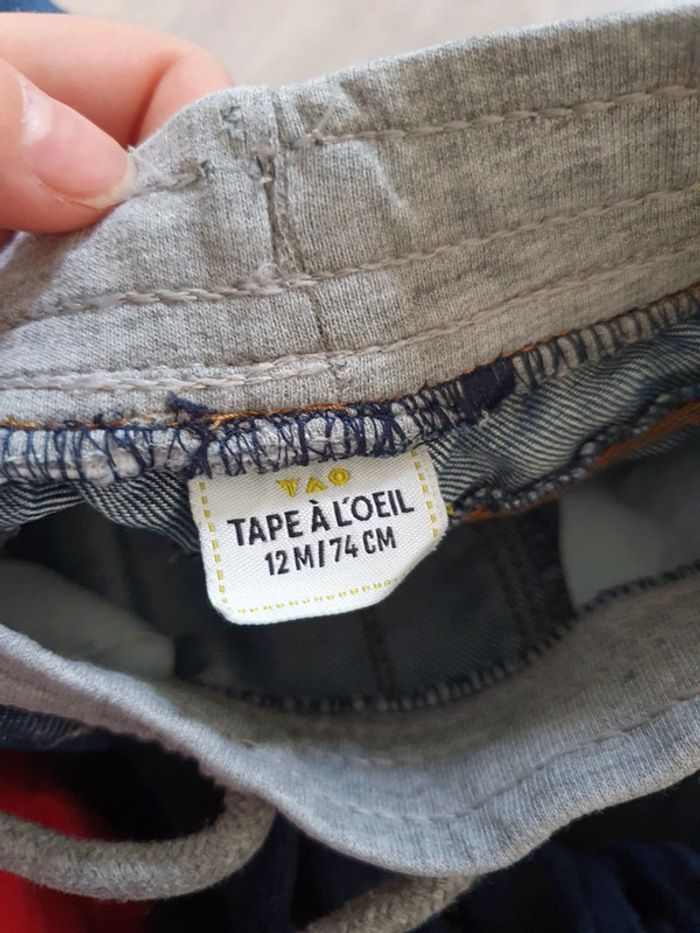 TAO
TAPE À L'OEIL
12 M/74 CM